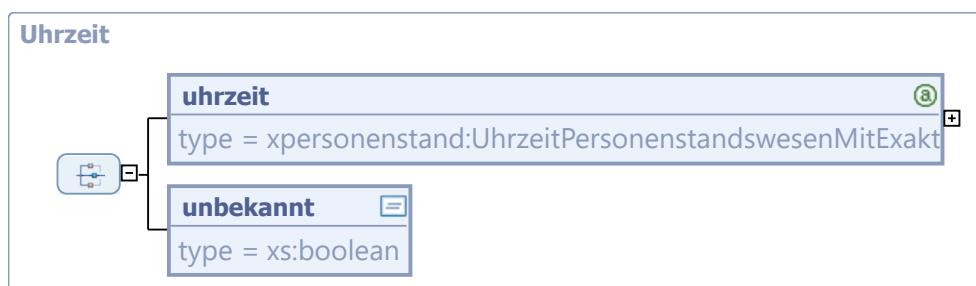 Uhrzeit
uhrzeit
type = xpersonenstand:UhrzeitPersonenstandswesenMitExakt
unbekannt
type = xs:boolean